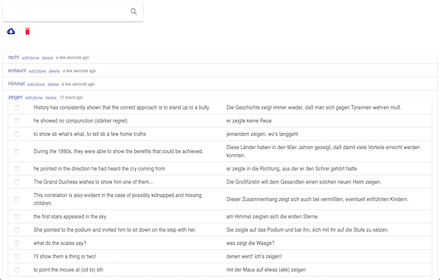 recht edit/done delete a few seconds ago
erstaunt edit/done delete a few seconds ago
Himmel edit/done delete a few seconds ago
zeigen edit/done delete 12 hours ago
History has consistently shown that the correct approach is to stand up to a bully. Die Geschichte zeigt immer wieder, daß man sich gegen Tyrannen wehren muß.
he showed no compunction (stärker regret) er zeigte keine Reue
to show sb what's what, to tell sb a few home truths jemandem zeigen, wo's langgeht
During the 1990s, they were able to show the benefits that could be achieved. Diese Länder haben in den 90er Jahren gezeigt, daß damit viele Vorteile erreicht werden
konnten.
he pointed in the direction he had heard the cry coming from er zeigte in die Richtung, aus der er den Schrei gehört hatte
The Grand Duchess wishes to show him one of them... Die Großfürstin will dem Gesandten einen solchen neuen Helm zeigen.
This correlation is also evident in the case of possibly kidnapped and missing
children. Dieser Zusammenhang zeigt sich auch bei vermißten, eventuell entführten Kindern.
the first stars appeared in the sky am Himmel zeigten sich die ersten Sterne
She pointed to the podium and invited him to sit down on the step with her. Sie zeigte auf das Podium und bat ihn, sich mit ihr auf die Stufe zu setzen.
what do the scales say? was zeigt die Waage?
I'll show them a thing or two! denen werd' ich's zeigen!
to point the mouse at (od to) sth mit der Maus auf etwas (akk) zeigen